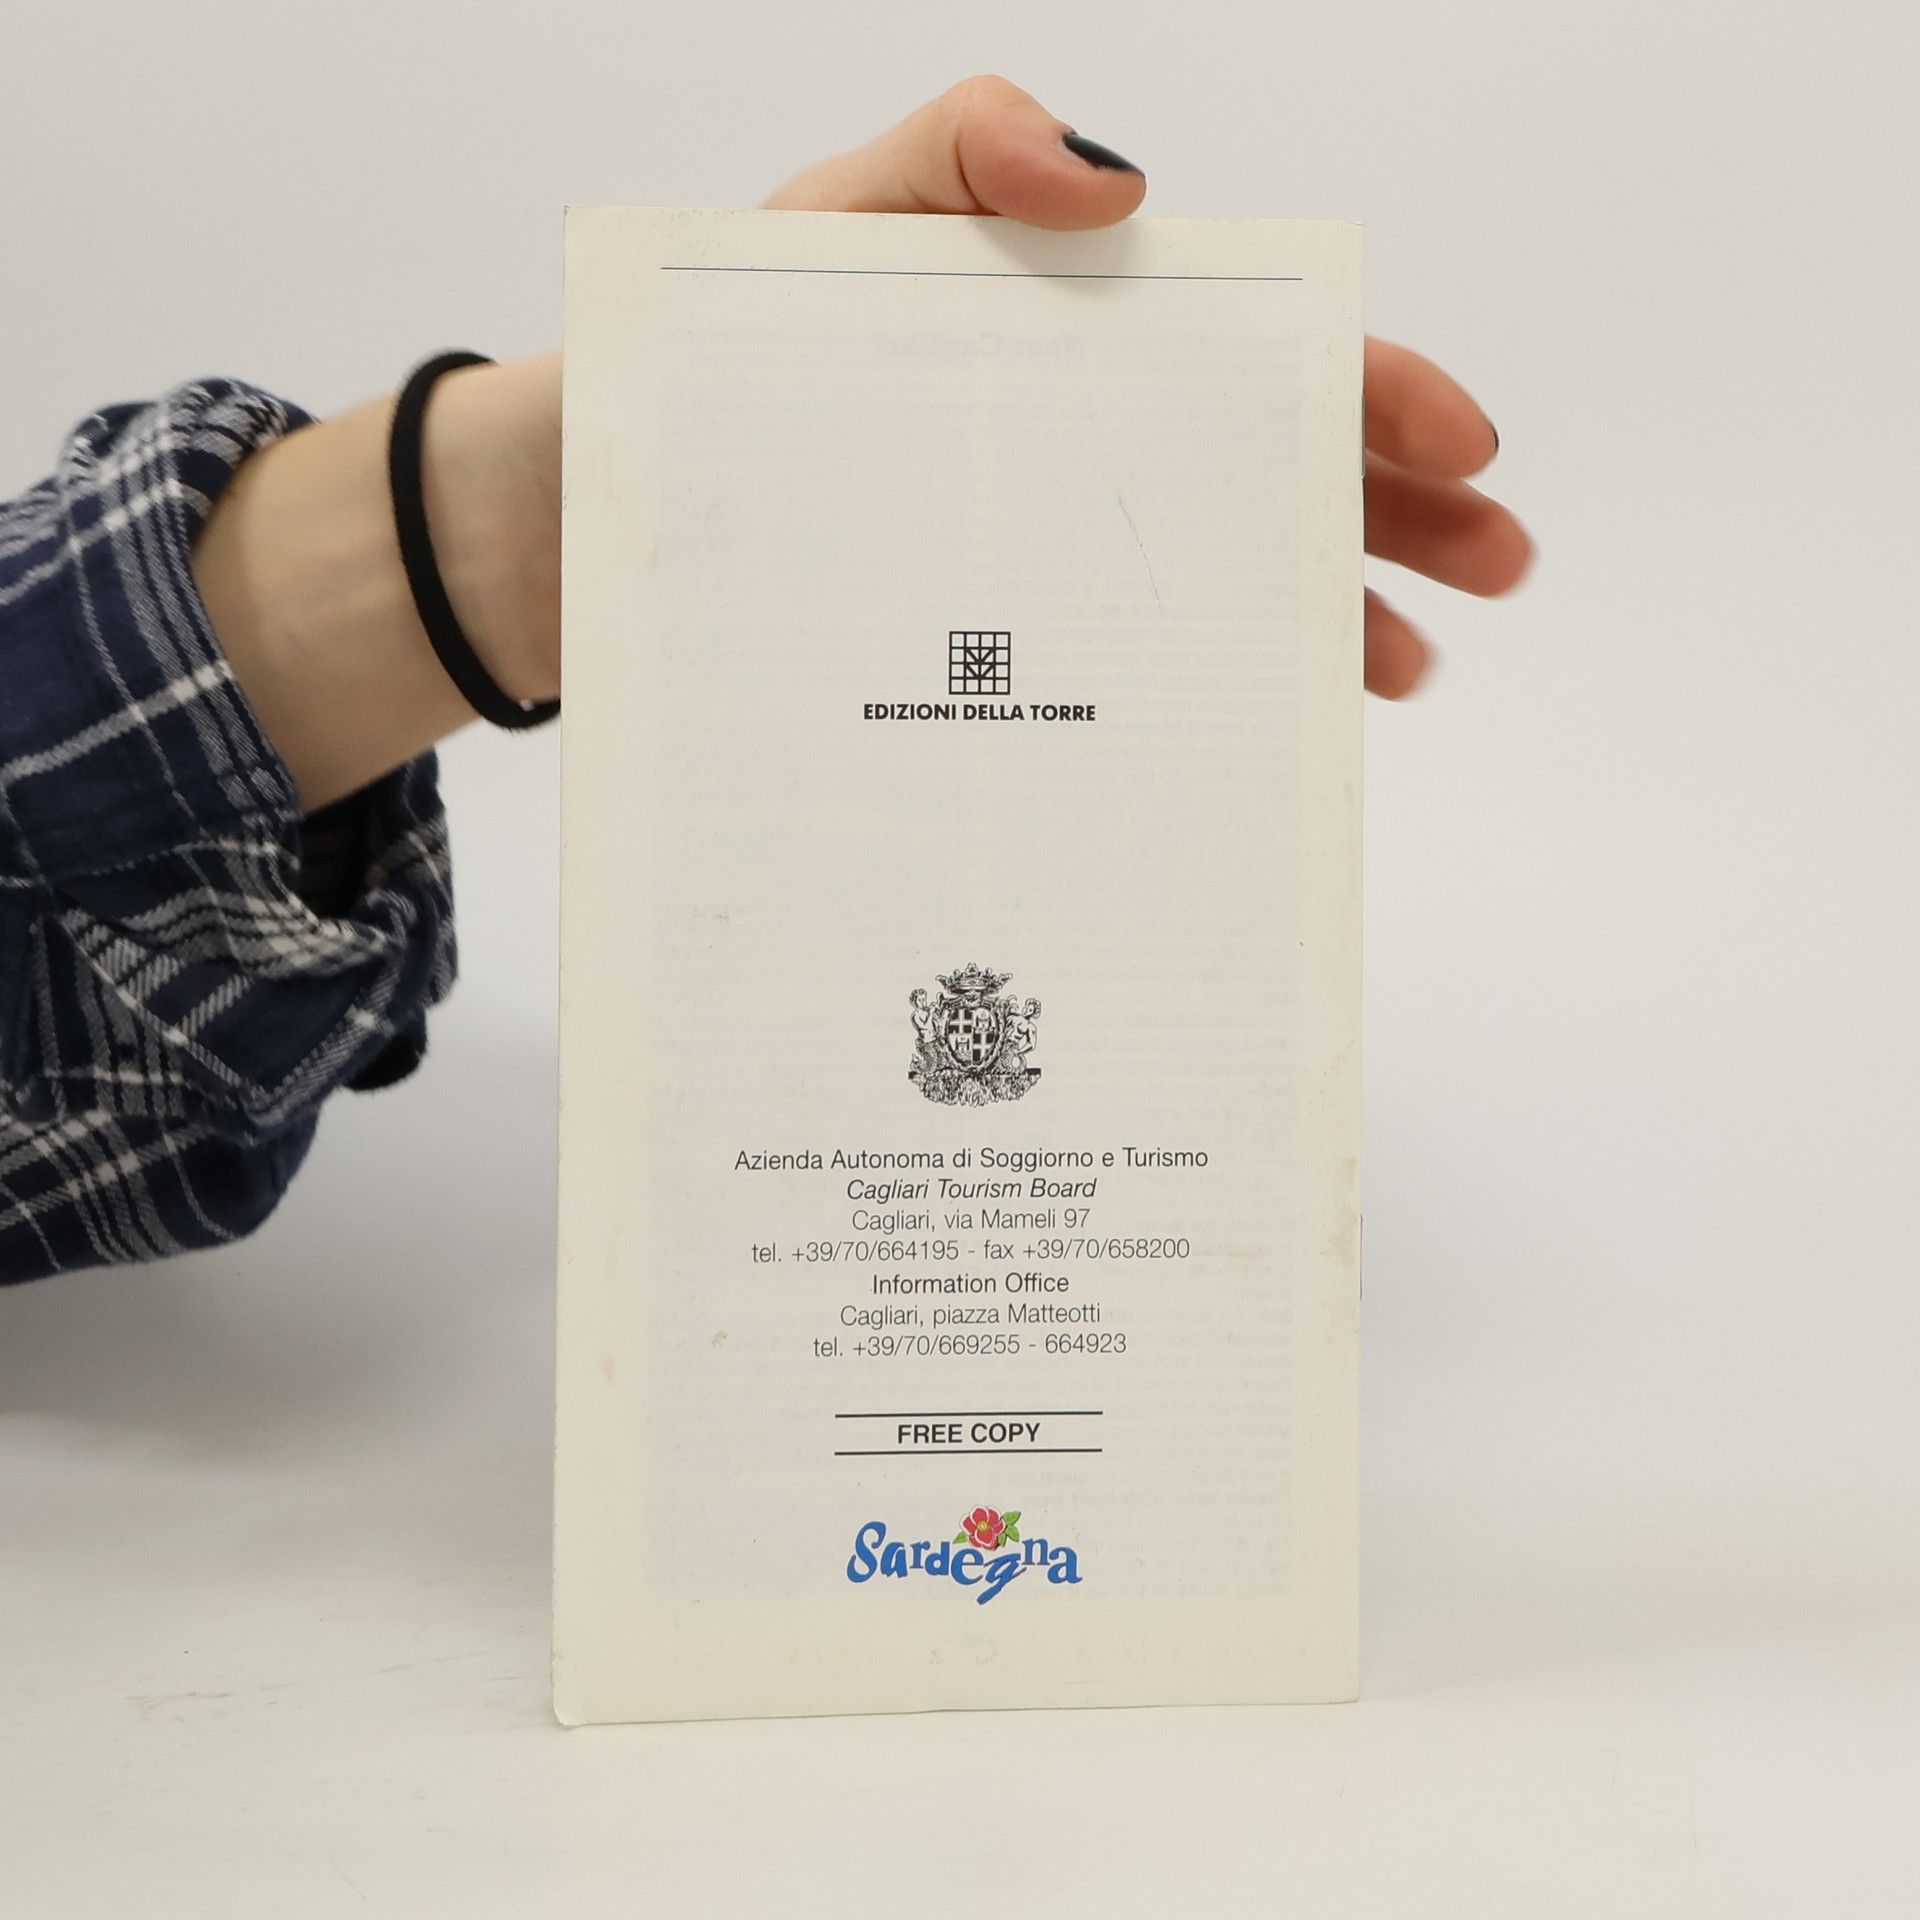 EDIZIONI DELLA TORRE
Azienda Autonoma di Soggiorno e Turismo
Cagliari Tourism Board
Cagliari, via Mameli 97
tel. +39/70/664195 - fax +39/70/658200
Information Office
Cagliari, piazza Matteotti
tel. +39/70/669255 - 664923
FREE COPY
Sardegna